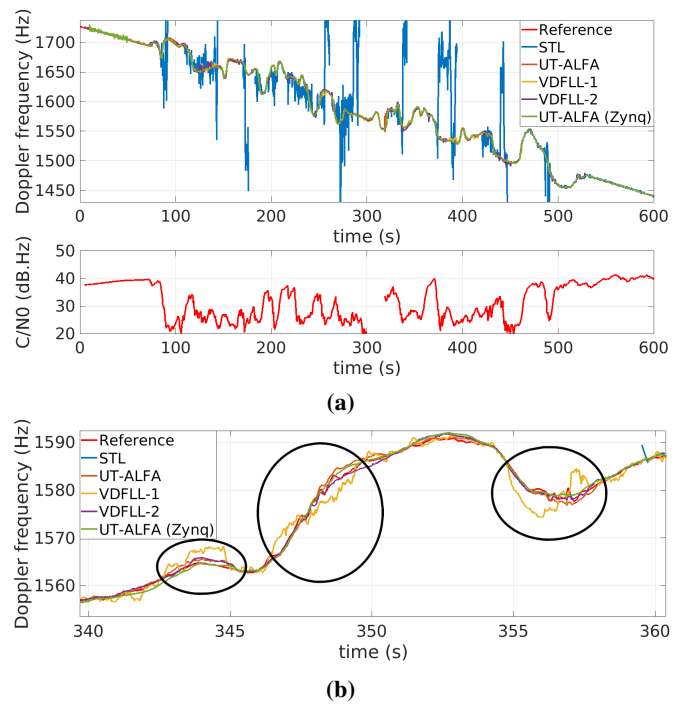 Doppler frequency (Hz)
1700
1650
1600
1550
1500
1450
Reference
STL
UT-ALFA
VDFLL-1
VDFLL-2
UT-ALFA (Zynq)
0 100 200 300 400 500 600
time (s)
C/N0 (dB.Hz)
50
40
30
20
0 100 200 300 400 500 600
time (s)
(a)
Doppler frequency (Hz)
1590
1580
1570
1560
Reference
STL
UT-ALFA
VDFLL-1
VDFLL-2
UT-ALFA (Zynq)
340 345 350 355 360
time (s)
(b)